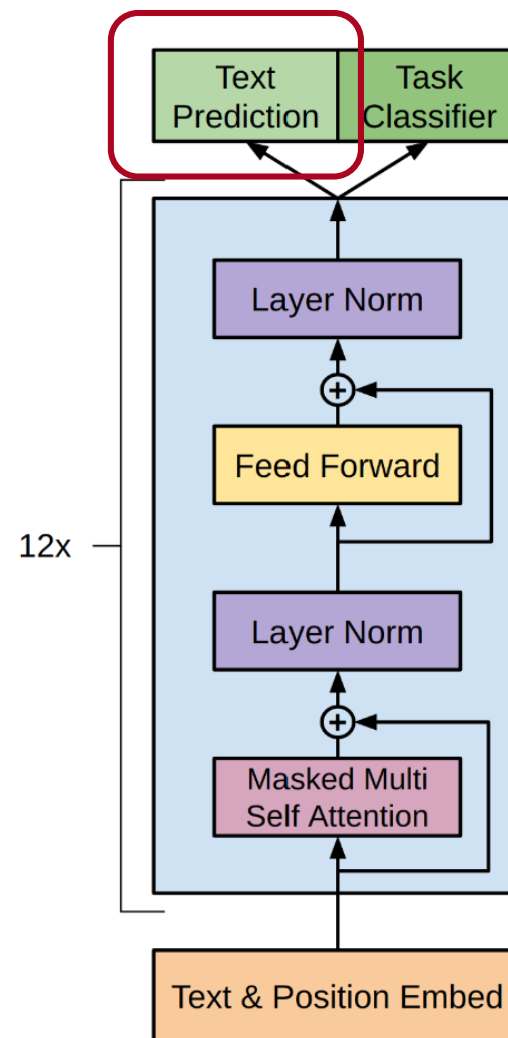 Text
Prediction
Task
Classifier
Layer Norm
+
Feed Forward
12x
Layer Norm
+
Masked Multi
Self Attention
Text & Position Embed